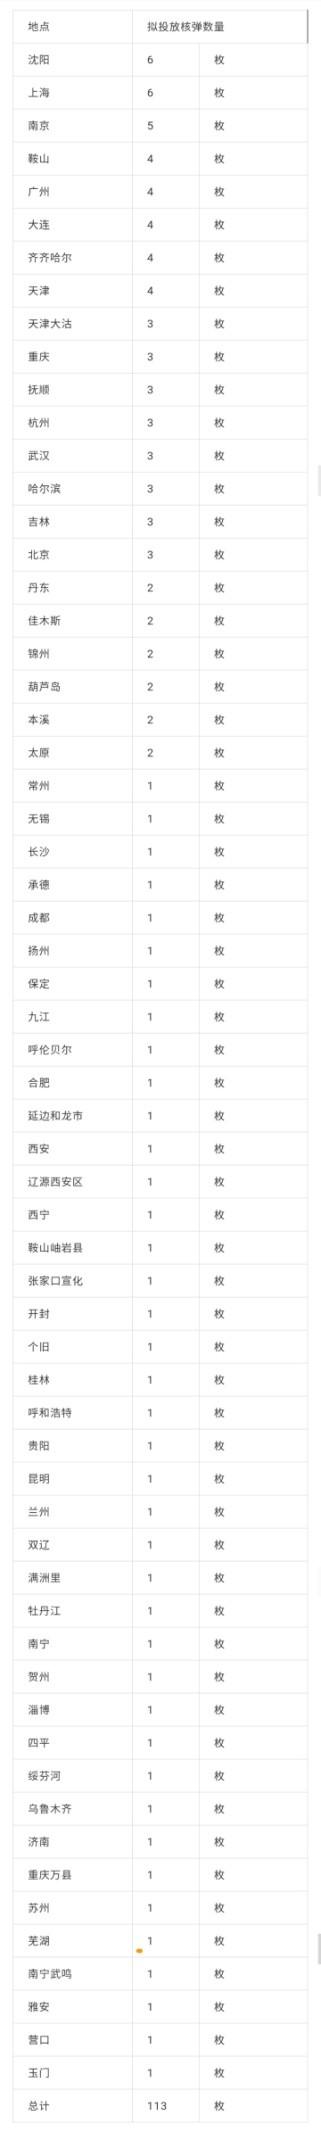 地点 拟投放核弹数量
沈阳 6 枚
上海 6 枚
南京 5 枚
鞍山 4 枚
广州 4 枚
大连 4 枚
齐齐哈尔 4 枚
天津 4 枚
天津大沽 3 枚
重庆 3 枚
抚顺 3 枚
杭州 3 枚
武汉 3 枚
哈尔滨 3 枚
吉林 3 枚
北京 3 枚
丹东 2 枚
佳木斯 2 枚
锦州 2 枚
葫芦岛 2 枚
本溪 2 枚
太原 2 枚
常州 1 枚
无锡 1 枚
长沙 1 枚
承德 1 枚
成都 1 枚
扬州 1 枚
保定 1 枚
九江 1 枚
呼伦贝尔 1 枚
合肥 1 枚
延边和龙市 1 枚
西安 1 枚
辽源西安区 1 枚
西宁 1 枚
鞍山岫岩县 1 枚
张家口宣化 1 枚
开封 1 枚
个旧 1 枚
桂林 1 枚
呼和浩特 1 枚
贵阳 1 枚
昆明 1 枚
兰州 1 枚
双辽 1 枚
满洲里 1 枚
牡丹江 1 枚
南宁 1 枚
贺州 1 枚
淄博 1 枚
四平 1 枚
绥芬河 1 枚
乌鲁木齐 1 枚
济南 1 枚
重庆万县 1 枚
苏州 1 枚
芜湖 1 枚
南宁武鸣 1 枚
雅安 1 枚
营口 1 枚
玉门 1 枚
总计 113 枚